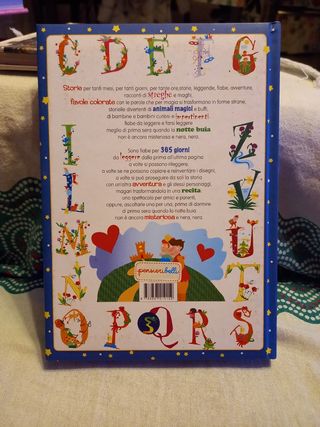 C D E F G
Storie per tanti mesi, per tanti giorni, per tante ore, storie, leggende, fiabe, avventure,
racconti di streghe e maghi,
favole colorate con le parole che per magia si trasformano in forme strane,
storielle divertenti di animali magici e buffi,
di bambine e bambini curiosi e impertinenti
fiabe da leggere e farsi leggere
meglio di prima sera quando la notte buia
non è ancora misteriosa e nera, nera.
Sono fiabe per 365 giorni
da leggere dalla prima all'ultima pagina
a volte si possono rileggere,
a volte se ne possono copiare e reinventare i disegni,
a volte si può proseguire da soli la storia
con un'altra avventura e gli stessi personaggi,
magari trasformandola in una recita
uno spettacolo per amici e parenti,
oppure, ascoltarle una per una, prima di dormire
di prima sera quando la notte buia
non è ancora misteriosa e nera, nera.
I
L
M
N
Z
V
U
T
pensieribelli
O P Q R S